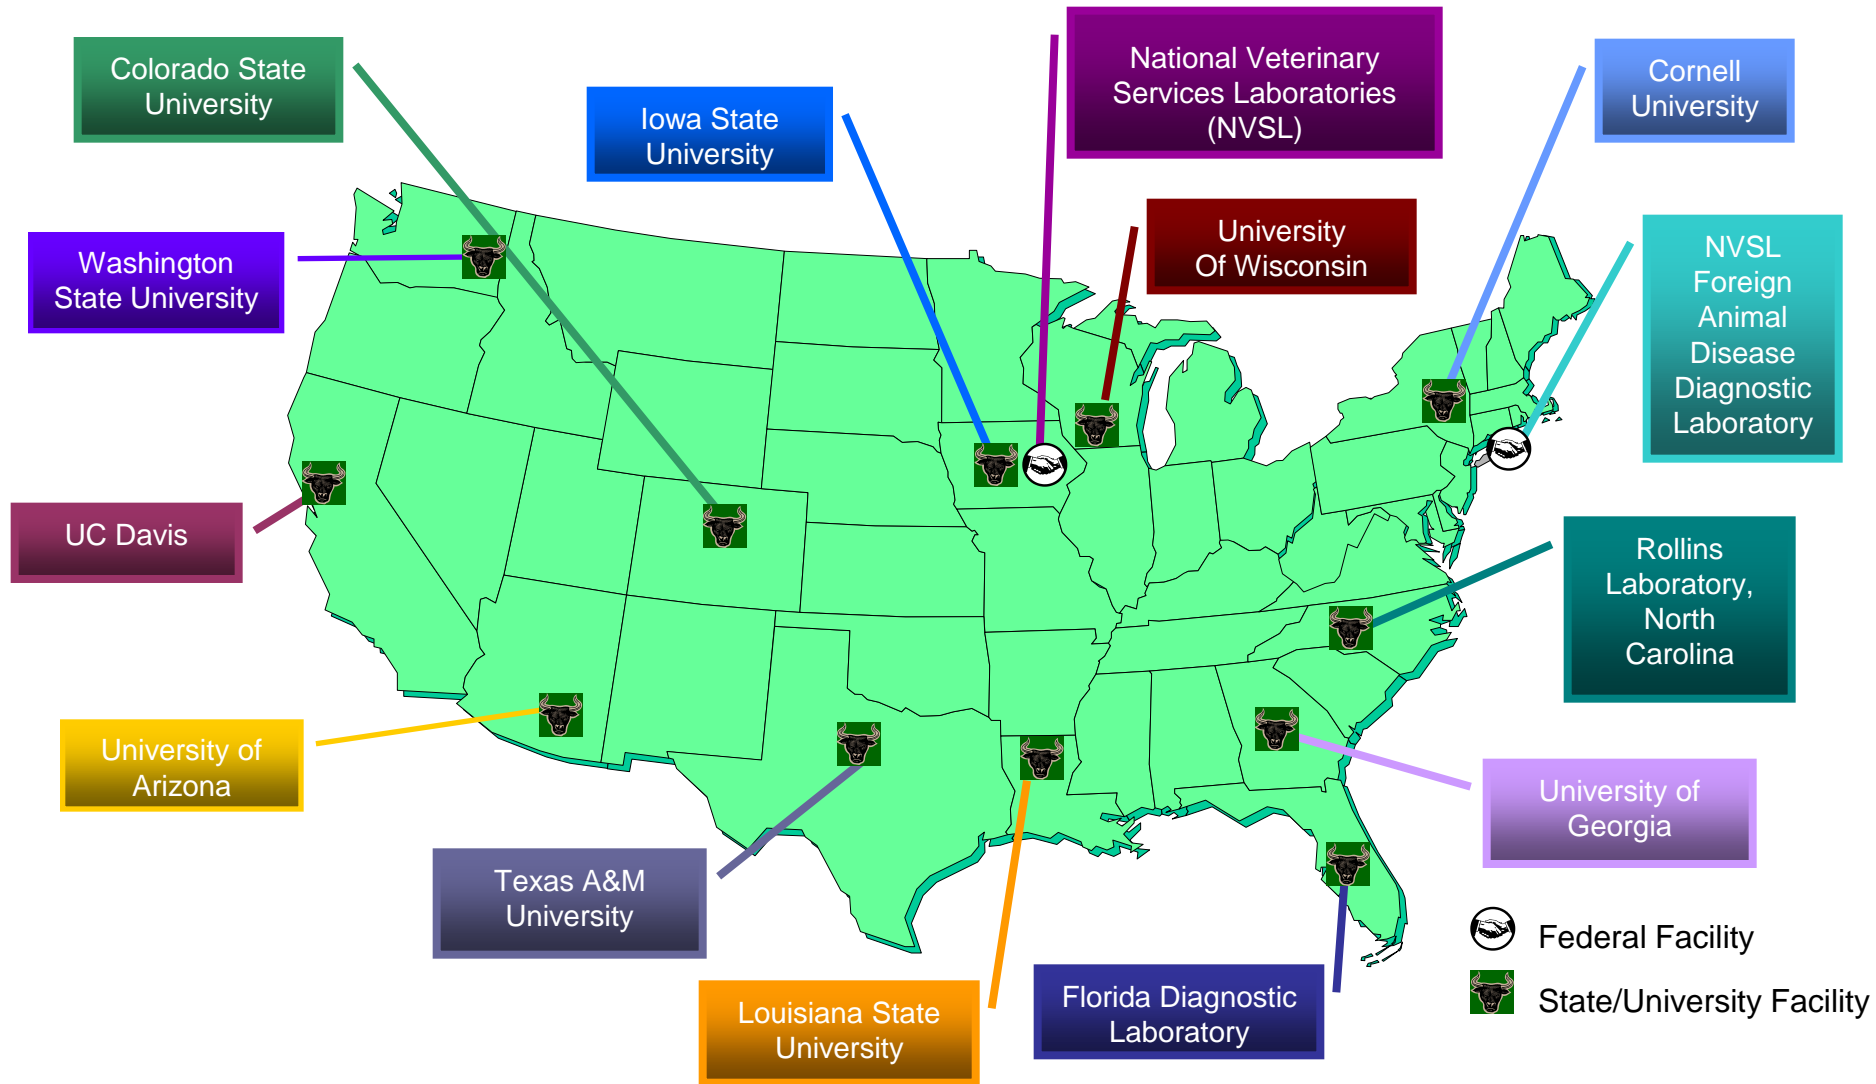 Colorado State
University
Iowa State
University
National Veterinary
Services Laboratories
(NVSL)
Cornell
University
Washington
State University
University
Of Wisconsin
NVSL
Foreign
Animal
Disease
Diagnostic
Laboratory
UC Davis
Rollins
Laboratory,
North
Carolina
University of
Arizona
University of
Georgia
Texas A&M
University
Federal Facility
State/University Facility
Louisiana State
University
Florida Diagnostic
Laboratory